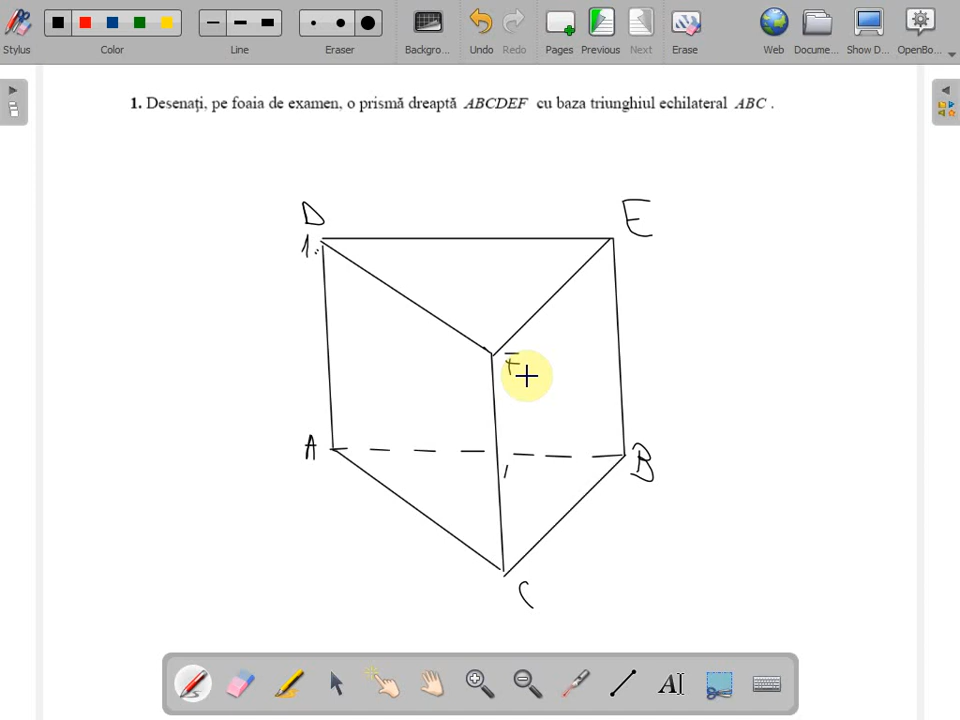 Stylus
Color
Line
Eraser
Backgro...
Undo
Redo
Pages
Previous
Next
Erase
Web
Docume...
Show D...
OpenBo...
1. Desenați, pe foaia de examen, o prismă dreaptă ABCDEF cu baza triunghiul echilateral ABC .
D
E
F
A
B
C
A